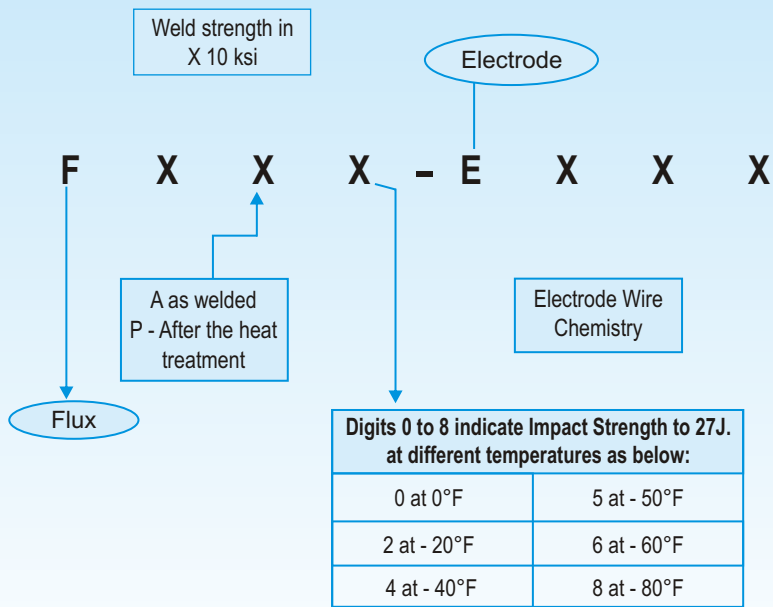 Weld strength in
X 10 ksi
Electrode
F X X X - E X X X
A as welded
P - After the heat
treatment
Electrode Wire
Chemistry
Flux
Digits 0 to 8 indicate Impact Strength to 27J.
at different temperatures as below:
0 at 0°F 5 at - 50°F
2 at - 20°F 6 at - 60°F
4 at - 40°F 8 at - 80°F